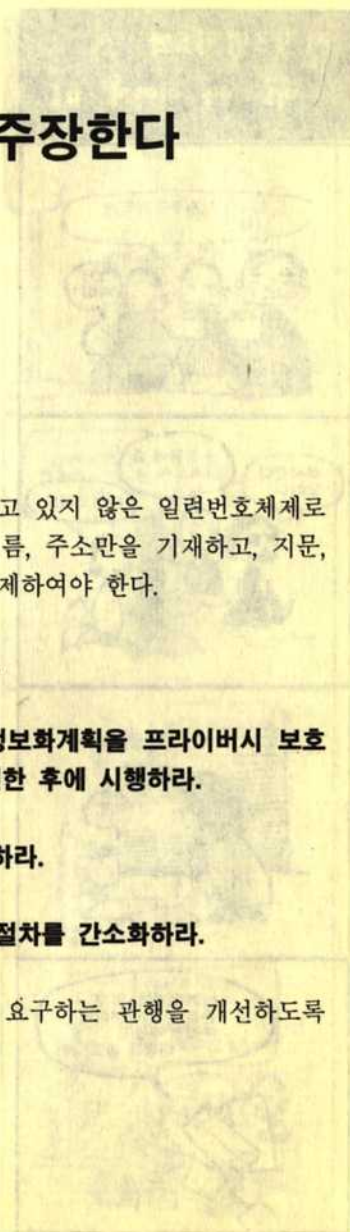 주장한다
고 있지 않은 일련번호체제로
름, 주소만을 기재하고, 지문,
제하여야 한다.
정보화계획을 프라이버시 보호
한 후에 시행하라.
하라.
절차를 간소화하라.
요구하는 관행을 개선하도록